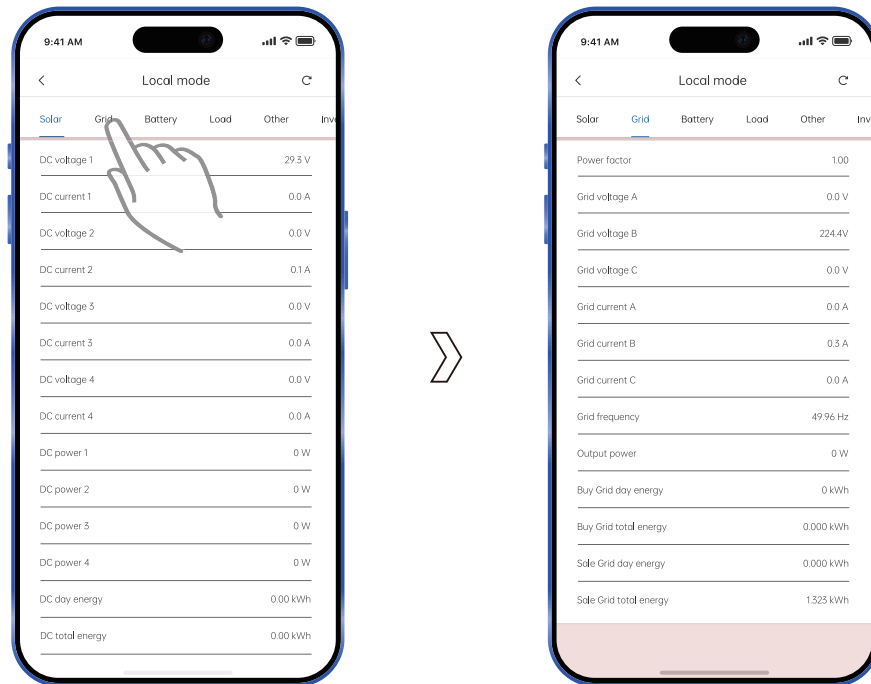 9:41 AM
Local mode
Solar Grid Battery Load Other Inv
DC voltage 1 29.3 V
DC current 1 0.0 A
DC voltage 2 0.0 V
DC current 2 0.1 A
DC voltage 3 0.0 V
DC current 3 0.0 A
DC voltage 4 0.0 V
DC current 4 0.0 A
DC power 1 0 W
DC power 2 0 W
DC power 3 0 W
DC power 4 0 W
DC day energy 0.00 kWh
DC total energy 0.00 kWh
9:41 AM
Local mode
Solar Grid Battery Load Other Inv
Power factor 1.00
Grid voltage A 0.0 V
Grid voltage B 224.4V
Grid voltage C 0.0 V
Grid current A 0.0 A
Grid current B 0.3 A
Grid current C 0.0 A
Grid frequency 49.96 Hz
Output power 0 W
Buy Grid day energy 0 kWh
Buy Grid total energy 0.000 kWh
Sale Grid day energy 0.000 kWh
Sale Grid total energy 1.323 kWh